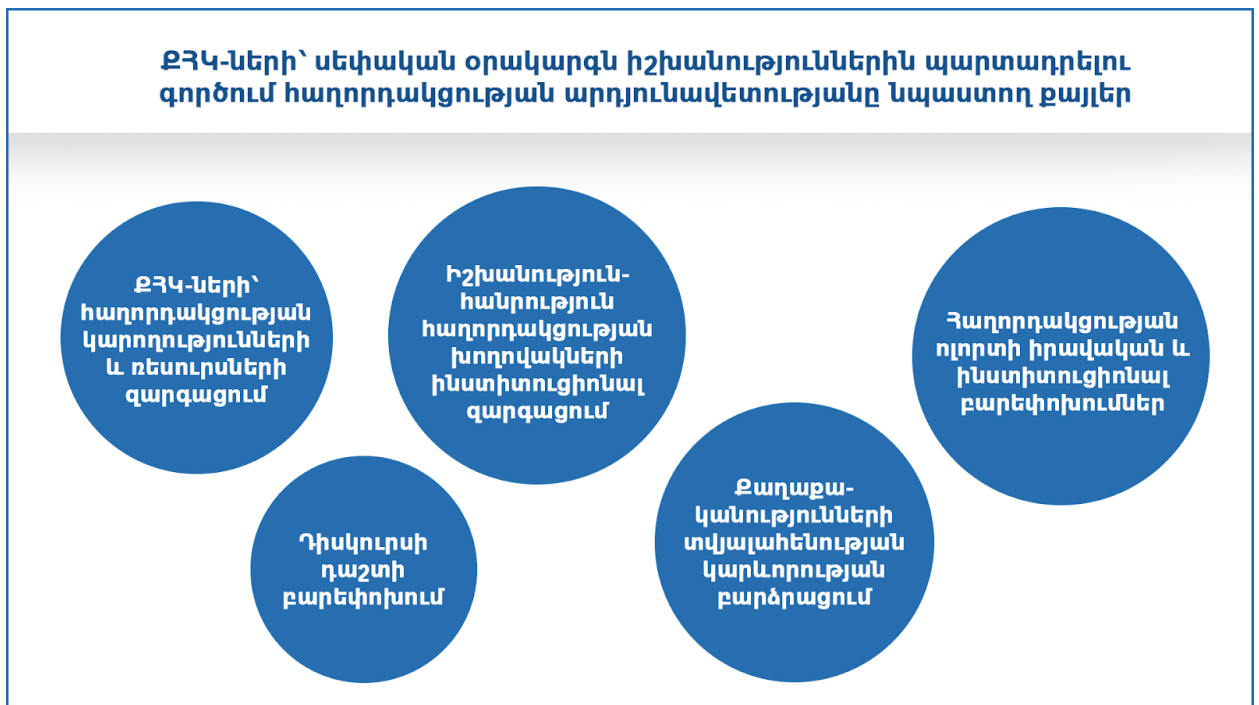 ՔՀԿ-ների՝ սեփական օրակարգն իշխանություններին պարտադրելու
գործում հաղորդակցության արդյունավետությանը նպաստող քայլեր
ՔՀԿ-ների՝
հաղորդակցության
կարողությունների
և ռեսուրսների
զարգացում
Իշխանություն-
հանրություն
հաղորդակցության
խողովակների
ինստիտուցիոնալ
զարգացում
Հաղորդակցության
ոլորտի իրավական և
ինստիտուցիոնալ
բարեփոխումներ
Դիսկուրսի
դաշտի
բարեփոխում
Քաղաքա-
կանությունների
տվյալահենության
կարևորության
բարձրացում